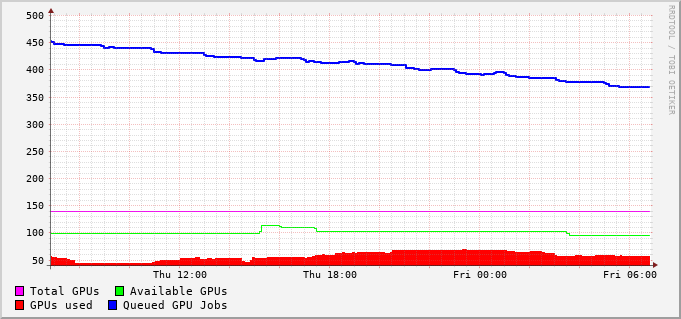 500
450
400
350
300
250
200
150
100
50
Thu 12:00 Thu 18:00 Fri 00:00 Fri 06:00
Total GPUs Available GPUs
GPUs used Queued GPU Jobs
RRDTOOL / TOBI OETIKER